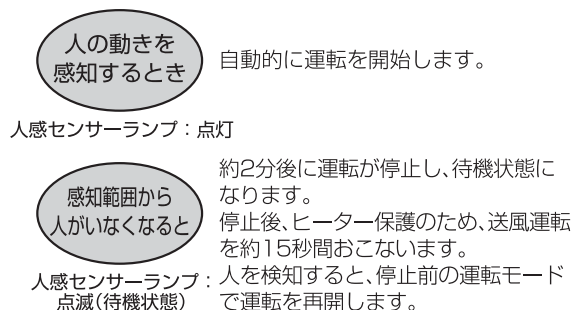 人の動きを
感知するとき
自動的に運転を開始します。
人感センサーランプ：点灯
感知範囲から
人がいなくなると
約2分後に運転が停止し、待機状態に
なります。
停止後、ヒーター保護のため、送風運転
を約15秒間おこないます。
人を検知すると、停止前の運転モード
で運転を再開します。
人感センサーランプ：
点滅(待機状態)